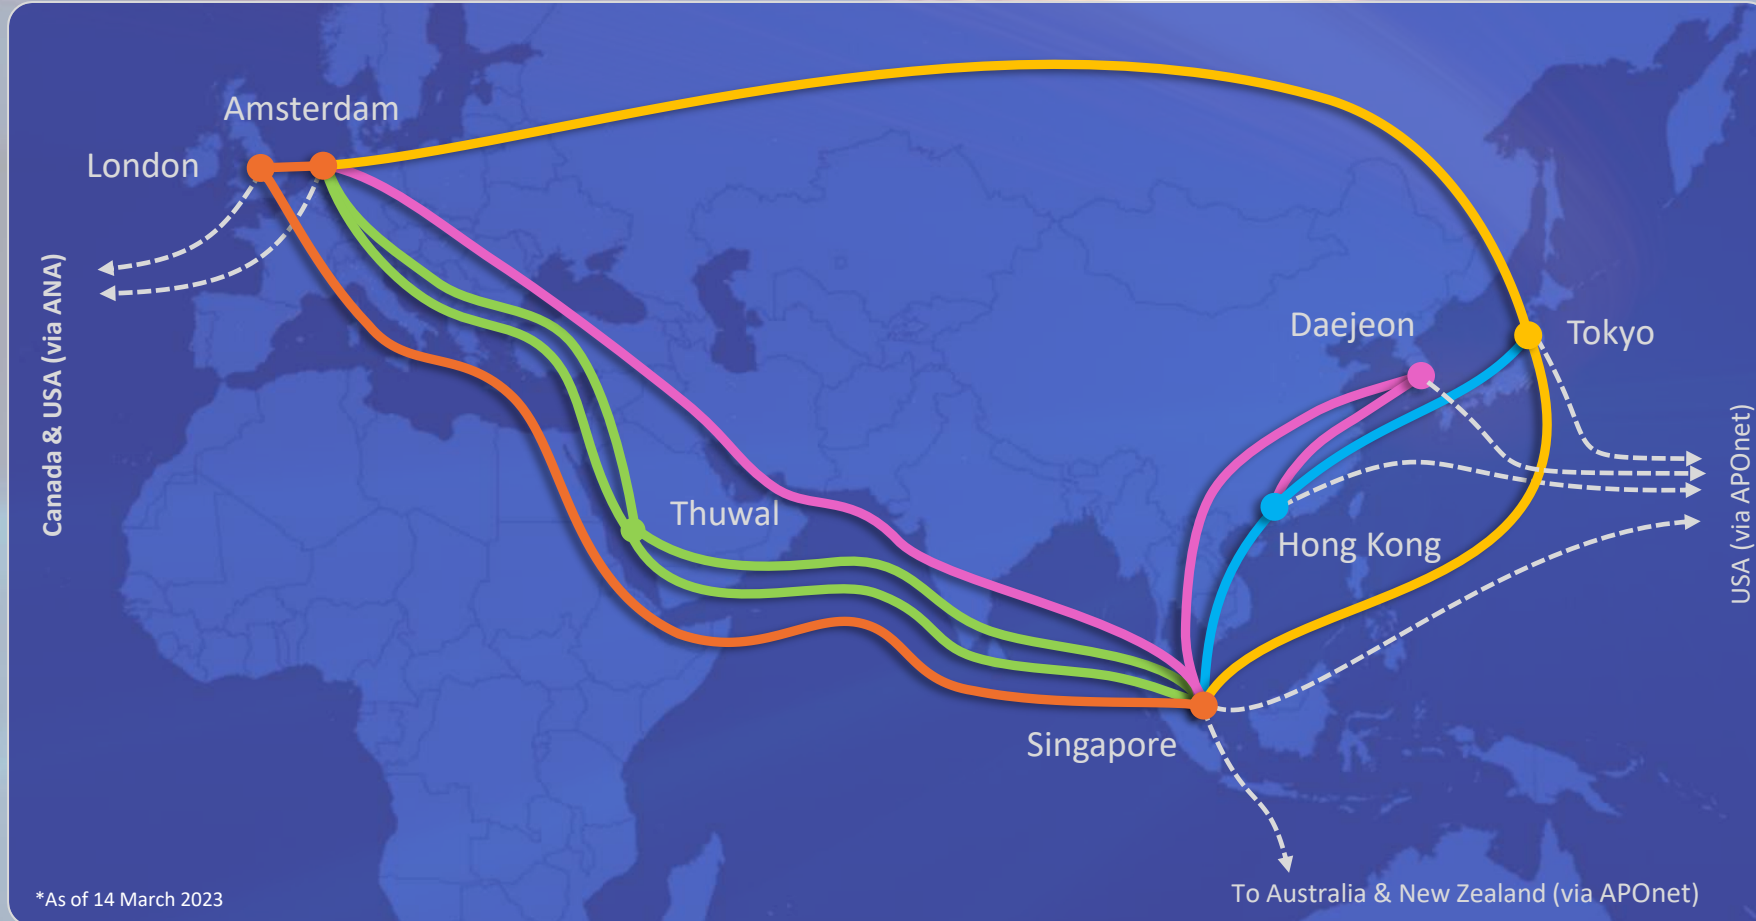 Amsterdam
London
Canada & USA (via ANA)
Daejeon
Tokyo
USA (via APOnet)
Thuwal
Hong Kong
Singapore
To Australia & New Zealand (via APOnet)
*As of 14 March 2023